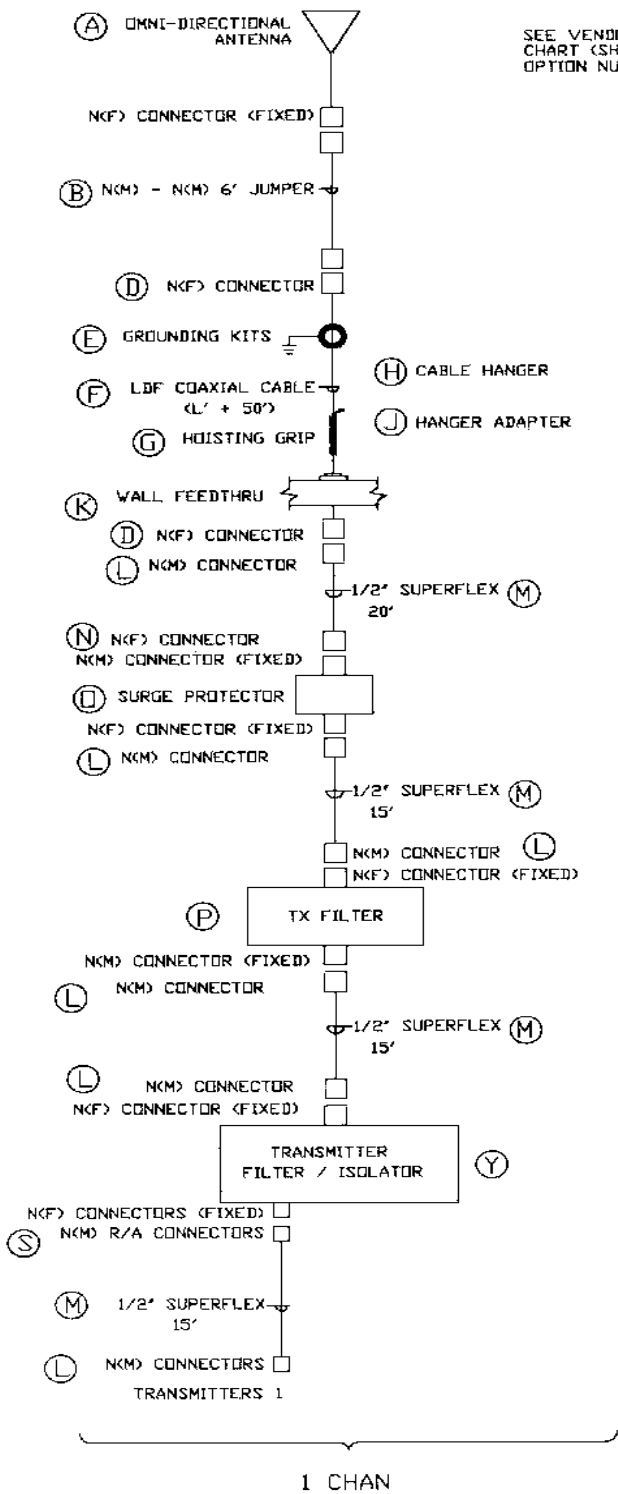 A OMNI-DIRECTIONAL
ANTENNA
SEE
CHART
OPTION
N(F) CONNECTOR (FIXED)
B N(M) - N(M) 6' JUMPER
D N(F) CONNECTOR
E GROUNDING KITS
H CABLE HANGER
F LDF COAXIAL CABLE
(L' + 50')
J HANGER ADAPTER
G HOISTING GRIP
K WALL FEEDTHRU
D N(F) CONNECTOR
L N(M) CONNECTOR
1/2" SUPERFLEX M
20'
N N(F) CONNECTOR
N(M) CONNECTOR (FIXED)
O SURGE PROTECTOR
N(F) CONNECTOR (FIXED)
L N(M) CONNECTOR
1/2" SUPERFLEX M
15'
N(M) CONNECTOR L
N(F) CONNECTOR (FIXED)
P TX FILTER
N(M) CONNECTOR (FIXED)
L N(M) CONNECTOR
1/2" SUPERFLEX M
15'
L N(M) CONNECTOR
N(F) CONNECTOR (FIXED)
TRANSMITTER
FILTER / ISOLATOR Y
N(F) CONNECTORS (FIXED)
S N(M) R/A CONNECTORS
M 1/2" SUPERFLEX
15'
L N(M) CONNECTORS
TRANSMITTERS 1
1 CHAN